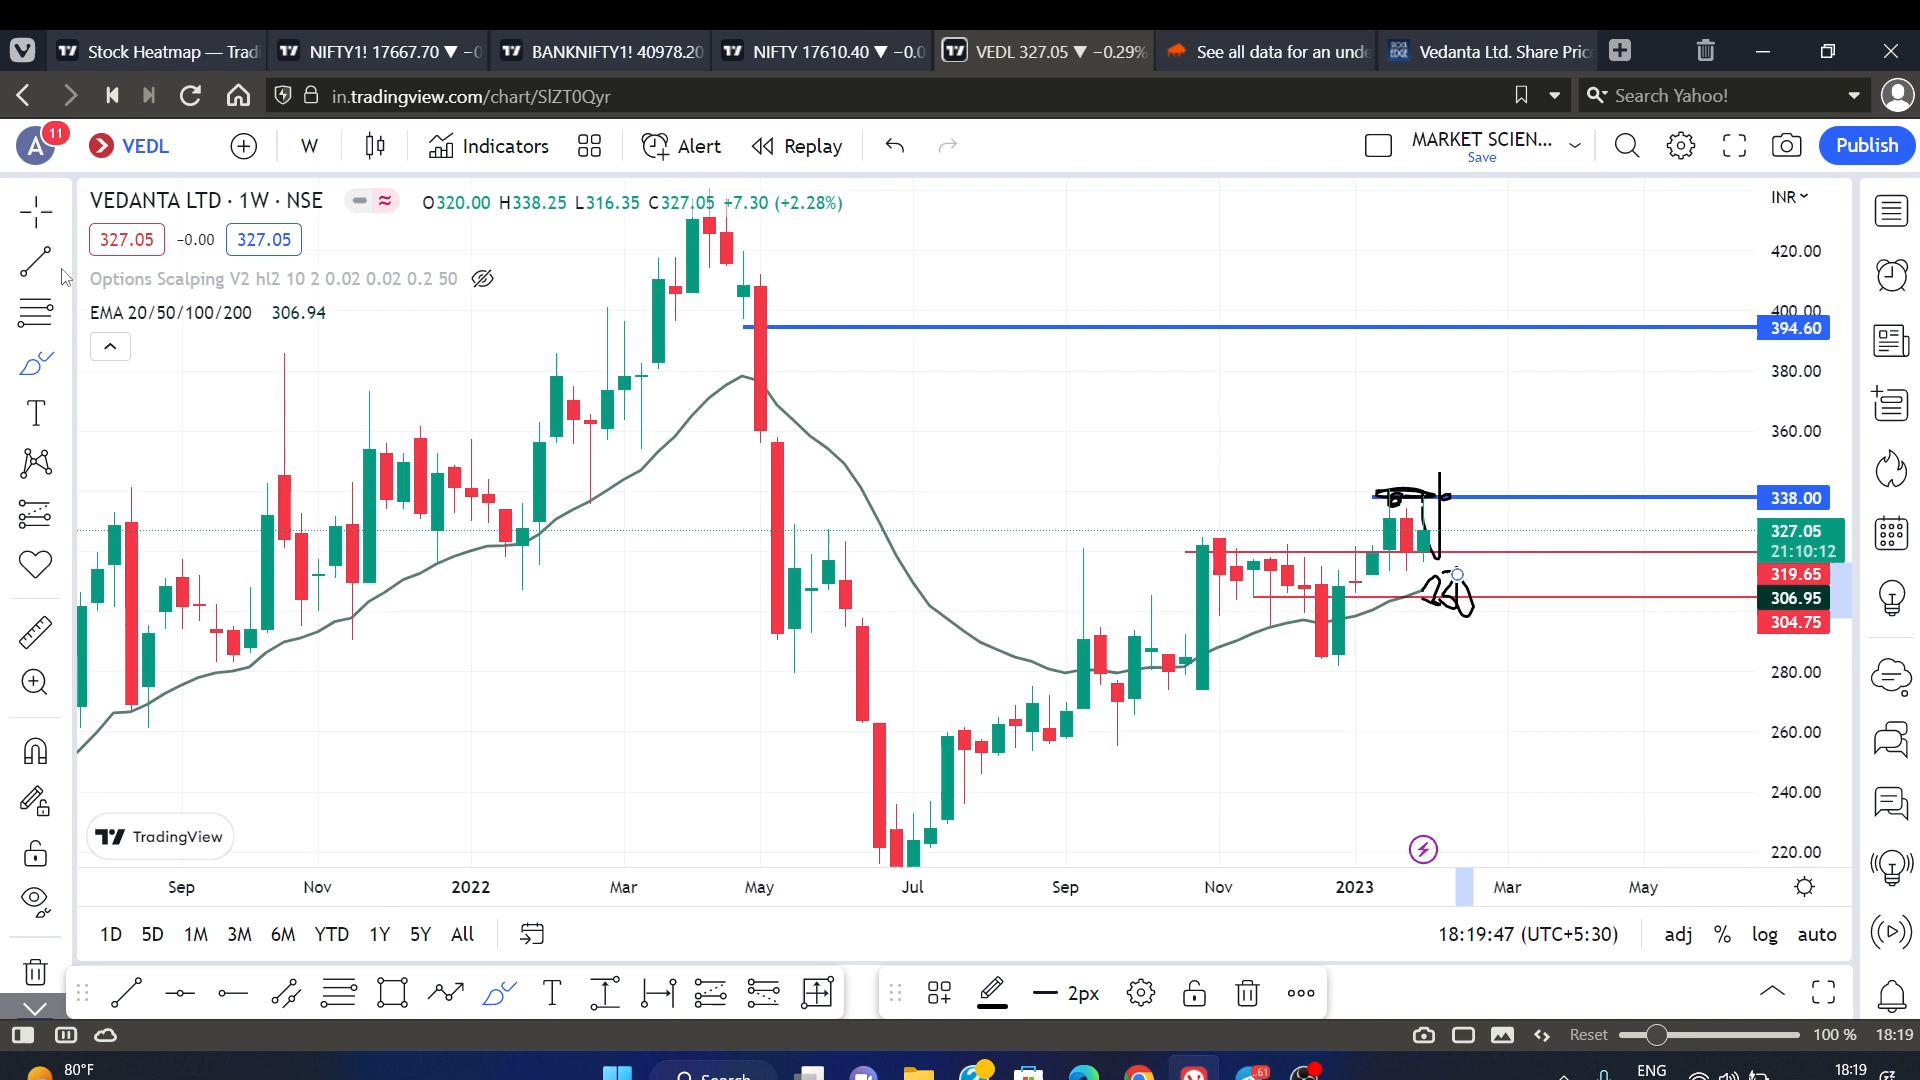 Stock Heatmap — Tradi
NIFTY1! 17667.70 ▼ −0
BANKNIFTY1! 40978.20
NIFTY 17610.40 ▼ −0.0
VEDL 327.05 ▼ −0.29%
See all data for an unde
Vedanta Ltd. Share Pric
in.tradingview.com/chart/SlZT0Qyr
Search Yahoo!
A
11
VEDL
W
Indicators
Alert
Replay
MARKET SCIEN...
Save
Publish
VEDANTA LTD · 1W · NSE
O320.00 H338.25 L316.35 C327.05 +7.30 (+2.28%)
INR
327.05 -0.00 327.05
Options Scalping V2 hl2 10 2 0.02 0.02 0.2 50
EMA 20/50/100/200 306.94
420.00
400.00
394.60
380.00
360.00
338.00
327.05
21:10:12
319.65
306.95
304.75
280.00
260.00
240.00
220.00
TradingView
Sep Nov 2022 Mar May Jul Sep Nov 2023 Mar May
1D 5D 1M 3M 6M YTD 1Y 5Y All
18:19:47 (UTC+5:30) adj % log auto
T
2px
Reset 100 % 18:19
80°F
Search
61
ENG
18:19